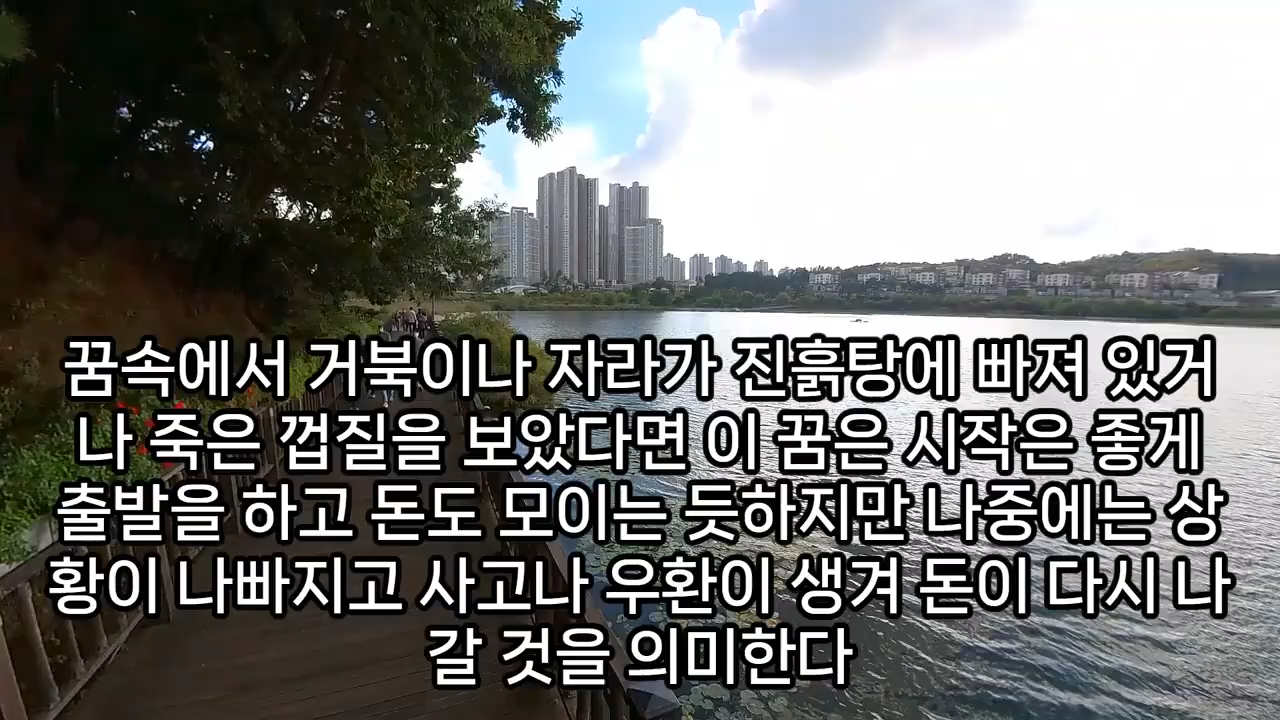 꿈속에서 거북이나 자라가 진흙탕에 빠져 있거
나 죽은 껍질을 보았다면 이 꿈은 시작은 좋게
출발을 하고 돈도 모이는 듯하지만 나중에는 상
황이 나빠지고 사고나 우환이 생겨 돈이 다시 나
갈 것을 의미한다